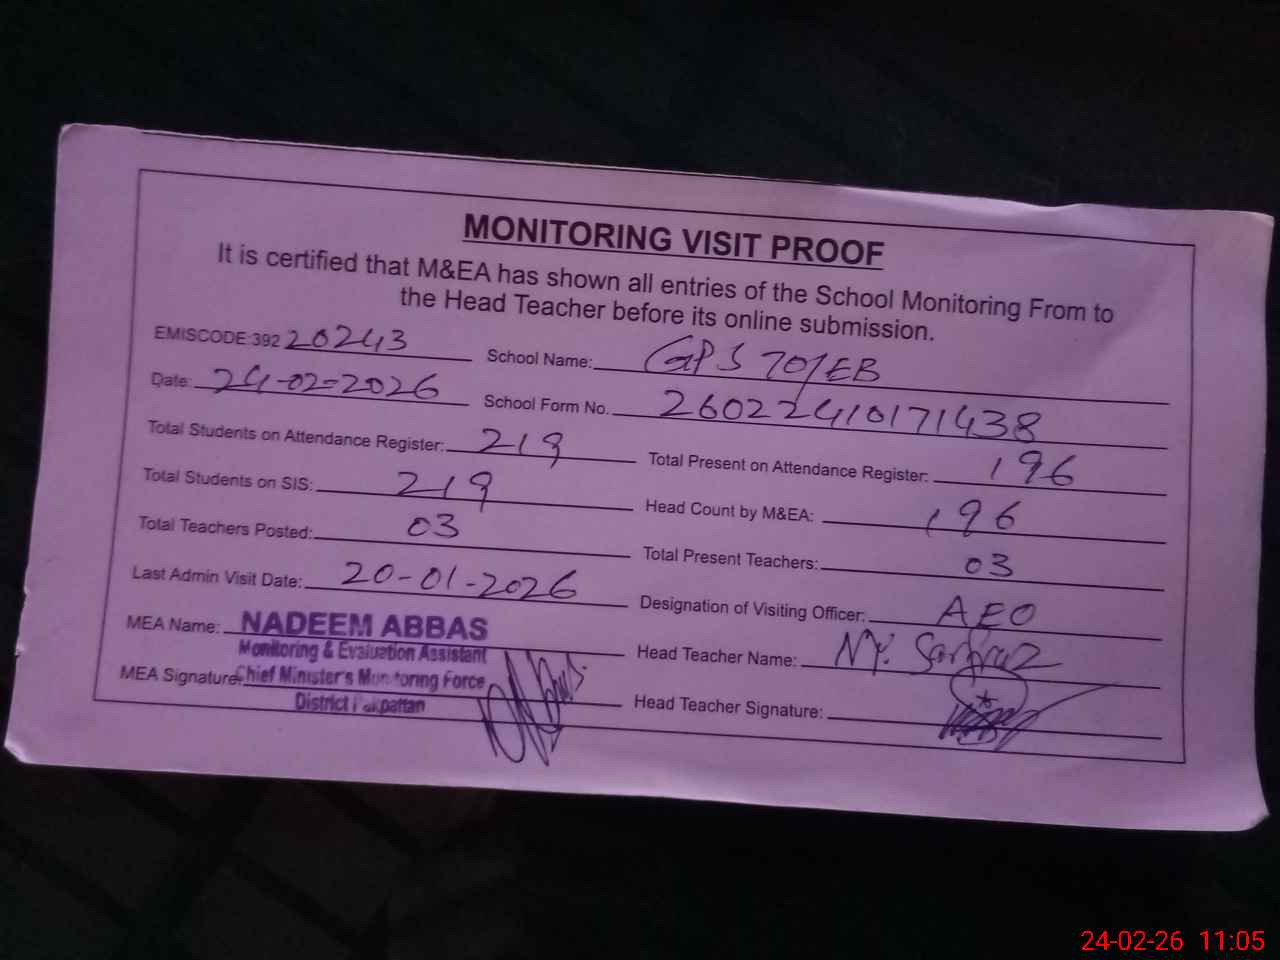 MONITORING VISIT PROOF
It is certified that M&EA has shown all entries of the School Monitoring From to
the Head Teacher before its online submission.
EMISCODE:392 20243 School Name: GPS 70/EB
Date: 24-02-2026 School Form No. 26022410171438
Total Students on Attendance Register: 219 Total Present on Attendance Register: 196
Total Students on SIS: 219 Head Count by M&EA: 196
Total Teachers Posted: 03 Total Present Teachers: 03
Last Admin Visit Date: 20-01-2026 Designation of Visiting Officer: AEO
MEA Name: NADEEM ABBAS Head Teacher Name: Sarfraz
Monitoring & Evaluation Assistant
MEA Signature: Chief Minister's Monitoring Force Head Teacher Signature:
District Pakpattan
24-02-26 11:05